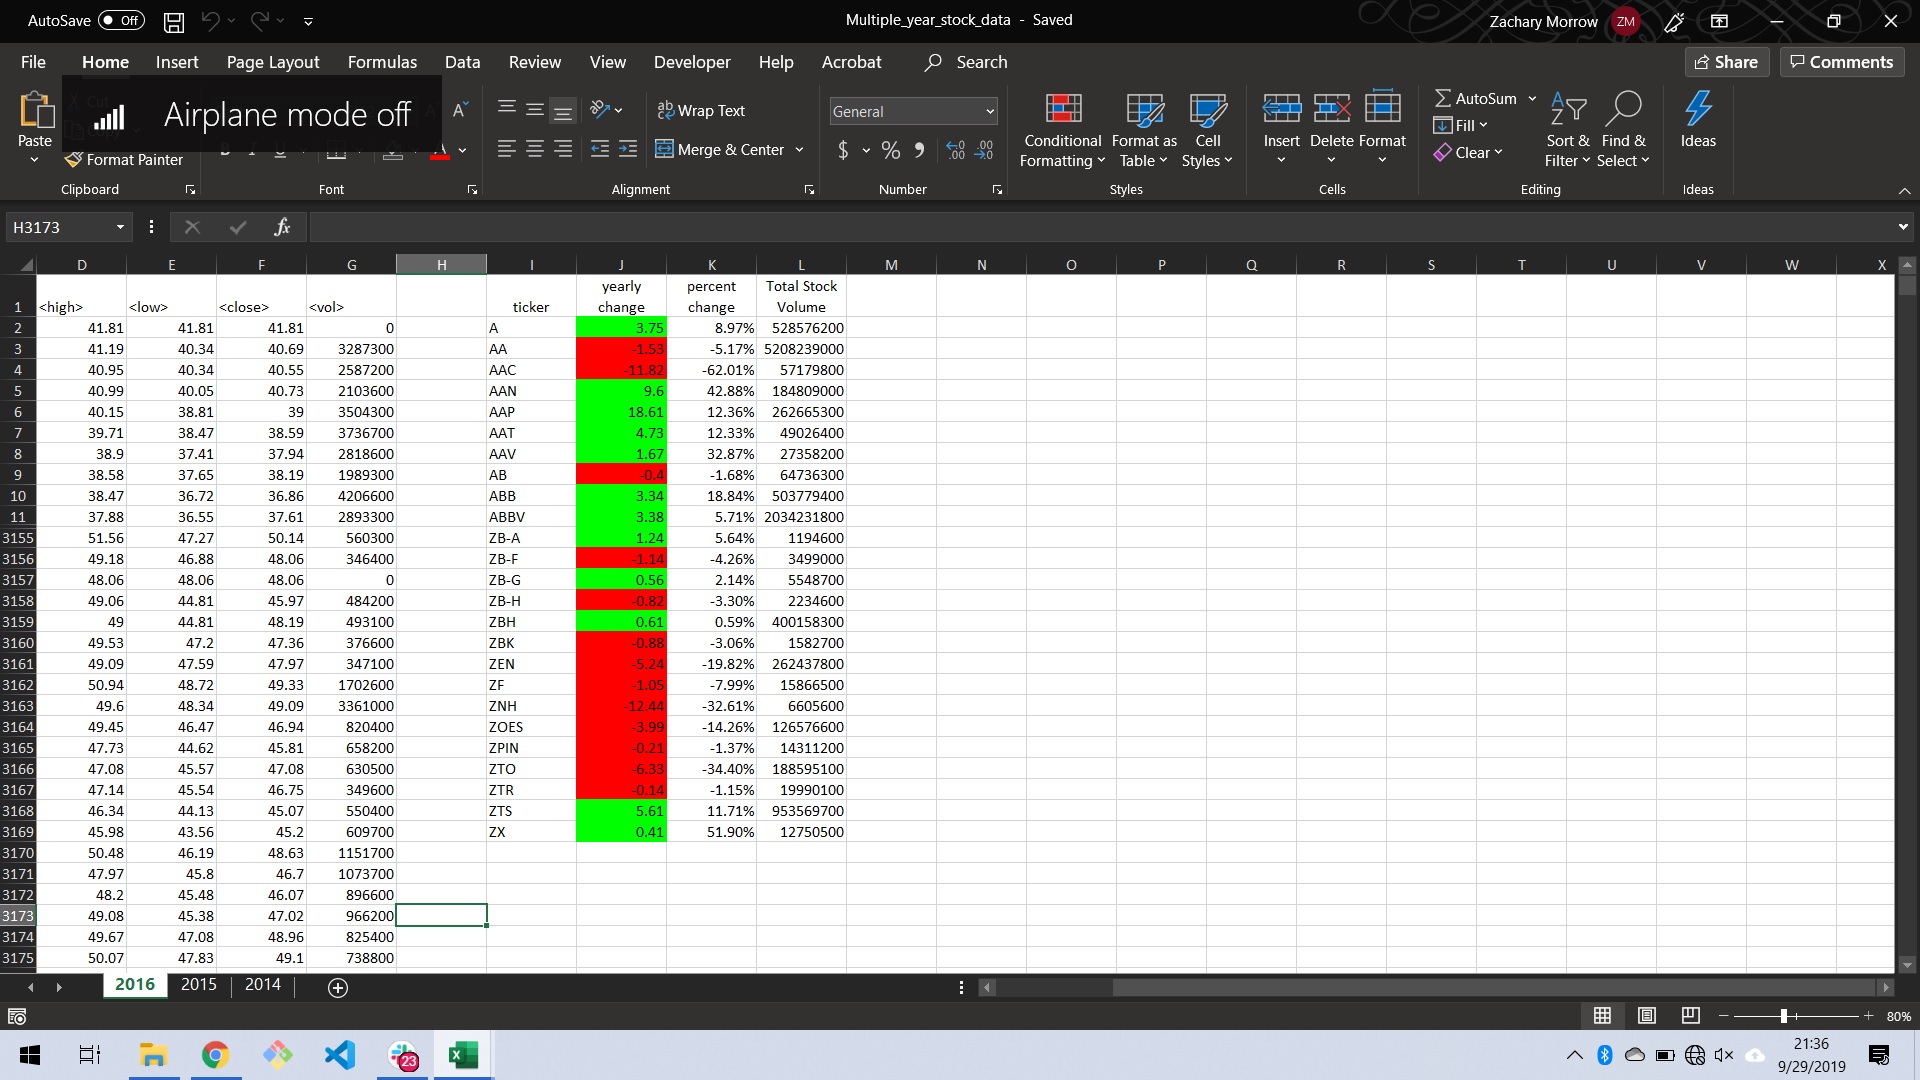 AutoSave Off
Multiple_year_stock_data - Saved
Zachary Morrow ZM
File Home Insert Page Layout Formulas Data Review View Developer Help Acrobat Search Share Comments
Airplane mode off
Paste
Cut
Format Painter
Clipboard
Font
Wrap Text
Merge & Center
Alignment
General
$ % ,
Number
Conditional Formatting
Format as Table
Cell Styles
Styles
Insert Delete Format
Cells
AutoSum
Fill
Clear
Sort & Filter
Find & Select
Editing
Ideas
Ideas
H3173 fx
D E F G H I J K L M N O P Q R S T U V W X
1 <high> <low> <close> <vol> ticker yearly change percent change Total Stock Volume
2 41.81 41.81 41.81 0 A 3.75 8.97% 528576200
3 41.19 40.34 40.69 3287300 AA -1.53 -5.17% 5208239000
4 40.95 40.34 40.55 2587200 AAC -11.82 -62.01% 57179800
5 40.99 40.05 40.73 2103600 AAN 9.6 42.88% 184809000
6 40.15 38.81 39 3504300 AAP 18.61 12.36% 262665300
7 39.71 38.47 38.59 3736700 AAT 4.73 12.33% 49026400
8 38.9 37.41 37.94 2818600 AAV 1.67 32.87% 27358200
9 38.58 37.65 38.19 1989300 AB -0.4 -1.68% 64736300
10 38.47 36.72 36.86 4206600 ABB 3.34 18.84% 503779400
11 37.88 36.55 37.61 2893300 ABBV 3.38 5.71% 2034231800
3155 51.56 47.27 50.14 560300 ZB-A 1.24 5.64% 1194600
3156 49.18 46.88 48.06 346400 ZB-F -1.14 -4.26% 3499000
3157 48.06 48.06 48.06 0 ZB-G 0.56 2.14% 5548700
3158 49.06 44.81 45.97 484200 ZB-H -0.82 -3.30% 2234600
3159 49 44.81 48.19 493100 ZBH 0.61 0.59% 400158300
3160 49.53 47.2 47.36 376600 ZBK -0.88 -3.06% 1582700
3161 49.09 47.59 47.97 347100 ZEN -5.24 -19.82% 262437800
3162 50.94 48.72 49.33 1702600 ZF -1.05 -7.99% 15866500
3163 49.6 48.34 49.09 3361000 ZNH -12.44 -32.61% 6605600
3164 49.45 46.47 46.94 820400 ZOES -3.99 -14.26% 126576600
3165 47.73 44.62 45.81 658200 ZPIN -0.21 -1.37% 14311200
3166 47.08 45.57 47.08 630500 ZTO -6.33 -34.40% 188595100
3167 47.14 45.54 46.75 349600 ZTR -0.14 -1.15% 19990100
3168 46.34 44.13 45.07 550400 ZTS 5.61 11.71% 953569700
3169 45.98 43.56 45.2 609700 ZX 0.41 51.90% 12750500
3170 50.48 46.19 48.63 1151700
3171 47.97 45.8 46.7 1073700
3172 48.2 45.48 46.07 896600
3173 49.08 45.38 47.02 966200
3174 49.67 47.08 48.96 825400
3175 50.07 47.83 49.1 738800
2016 2015 2014
80%
23
21:36
9/29/2019